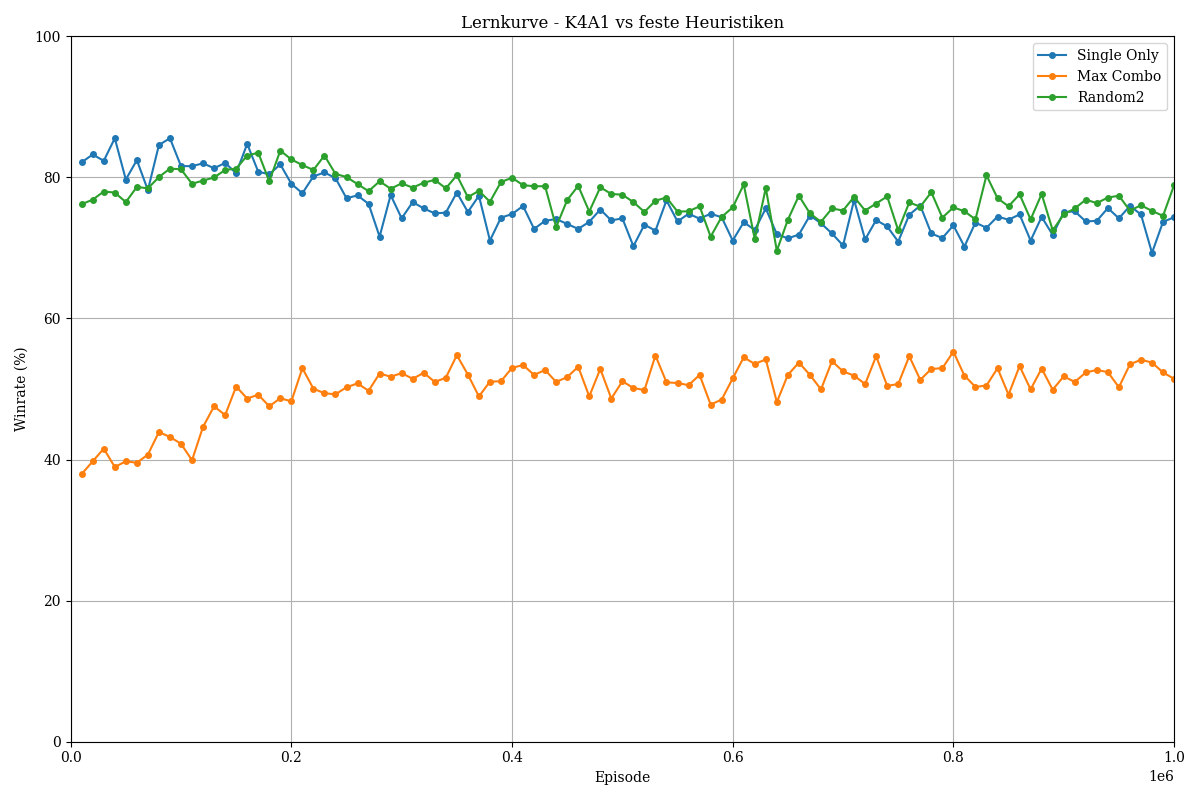 Lernkurve - K4A1 vs feste Heuristiken
Single Only
Max Combo
Random2
Winrate (%)
100
80
60
40
20
0
0.0
0.2
0.4
0.6
0.8
1.0
1e6
Episode